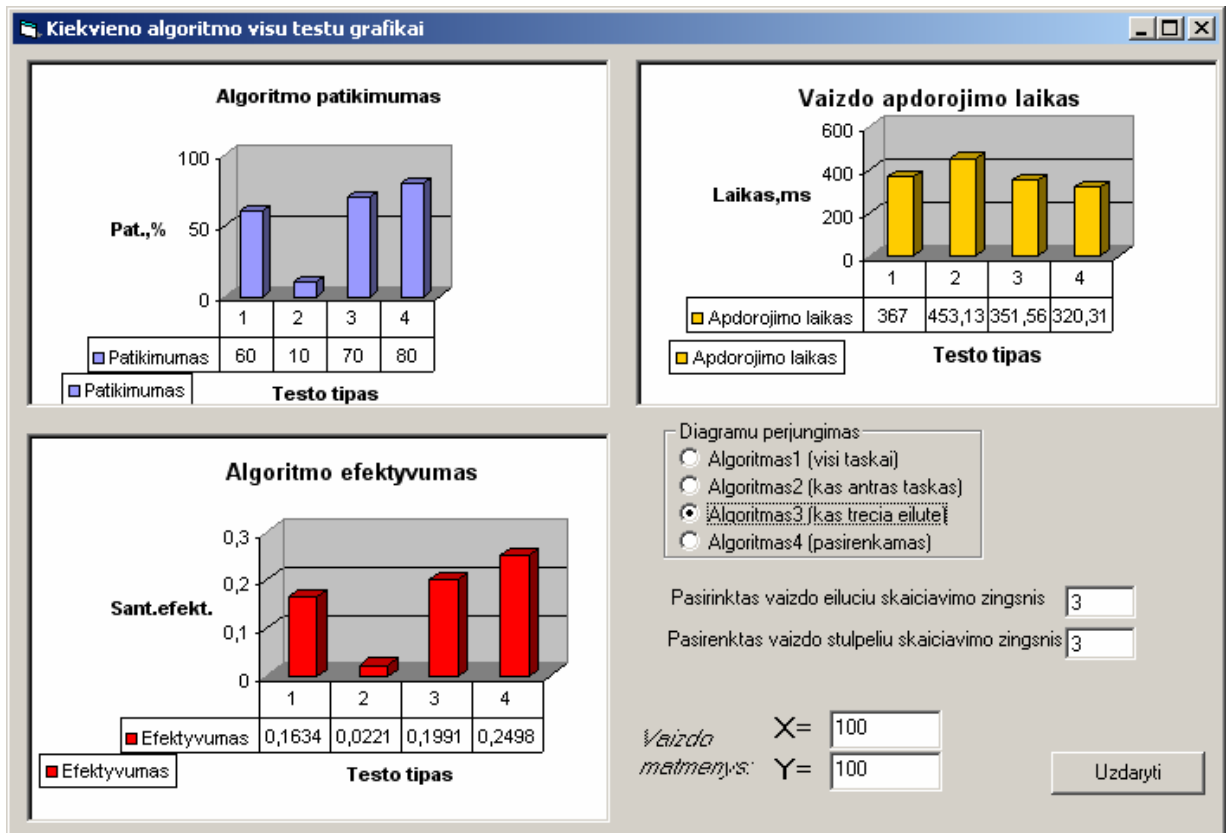 Kiekvieno algoritmo visu testu grafikai
Algoritmo patikimumas
Pat.,%
100
50
0
1 2 3 4
Patikimumas 60 10 70 80
Patikimumas
Testo tipas
Vaizdo apdorojimo laikas
Laikas,ms
600
400
200
0
1 2 3 4
Apdorojimo laikas 367 453,13 351,56 320,31
Apdorojimo laikas
Testo tipas
Algoritmo efektyvumas
Sant.efekt.
0,3
0,2
0,1
0
1 2 3 4
Efektyvumas 0,1634 0,0221 0,1991 0,2498
Efektyvumas
Testo tipas
Diagramu perjungimas
Algoritmas1 (visi taskai)
Algoritmas2 (kas antras taskas)
Algoritmas3 (kas trecia eilute)
Algoritmas4 (pasirenkamas)
Pasirinktas vaizdo eiluciu skaiciavimo zingsnis 3
Pasirenktas vaizdo stulpeliu skaiciavimo zingsnis 3
Vaizdo matmenys:
X= 100
Y= 100
Uzdaryti